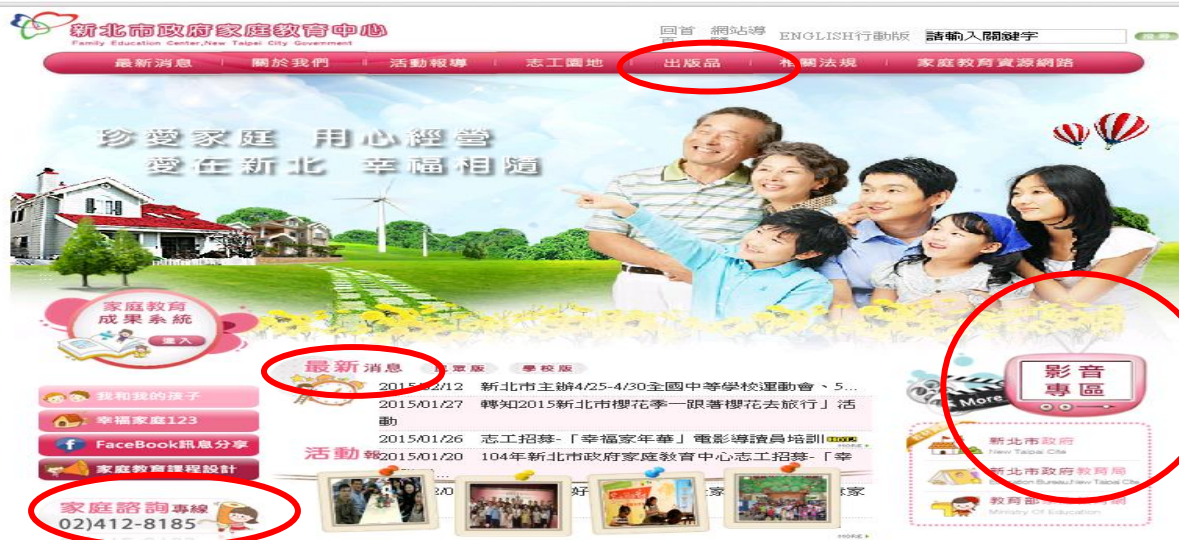 新北市政府家庭教育中心
Family Education Center,New Taipei City Government
回首頁 網站導覽 ENGLISH 行動版 請輸入關鍵字 搜尋
最新消息 關於我們 活動報導 志工園地 出版品 相關法規 家庭教育資源網路
珍愛家庭 用心經營
愛在新北 幸福相隨
家庭教育
成果系統
進入
最新消息 民眾版 學校版
2015/02/12 新北市主辦4/25-4/30全國中等學校運動會、5...
2015/01/27 轉知2015新北市櫻花季─跟著櫻花去旅行」活
動
2015/01/26 志工招募-「幸福家年華」電影導讀員培訓
MORE
活動報
2015/01/20 104年新北市政府家庭教育中心志工招募-「幸
MORE
我和我的孩子
幸福家庭123
FaceBook訊息分享
家庭教育課程設計
家庭諮詢專線
02)412-8185
影音
專區
More
新北市政府
New Taipai Cite
新北市政府教育局
Education Bureau,New Taipai Cite
教育部
Ministry Of Education